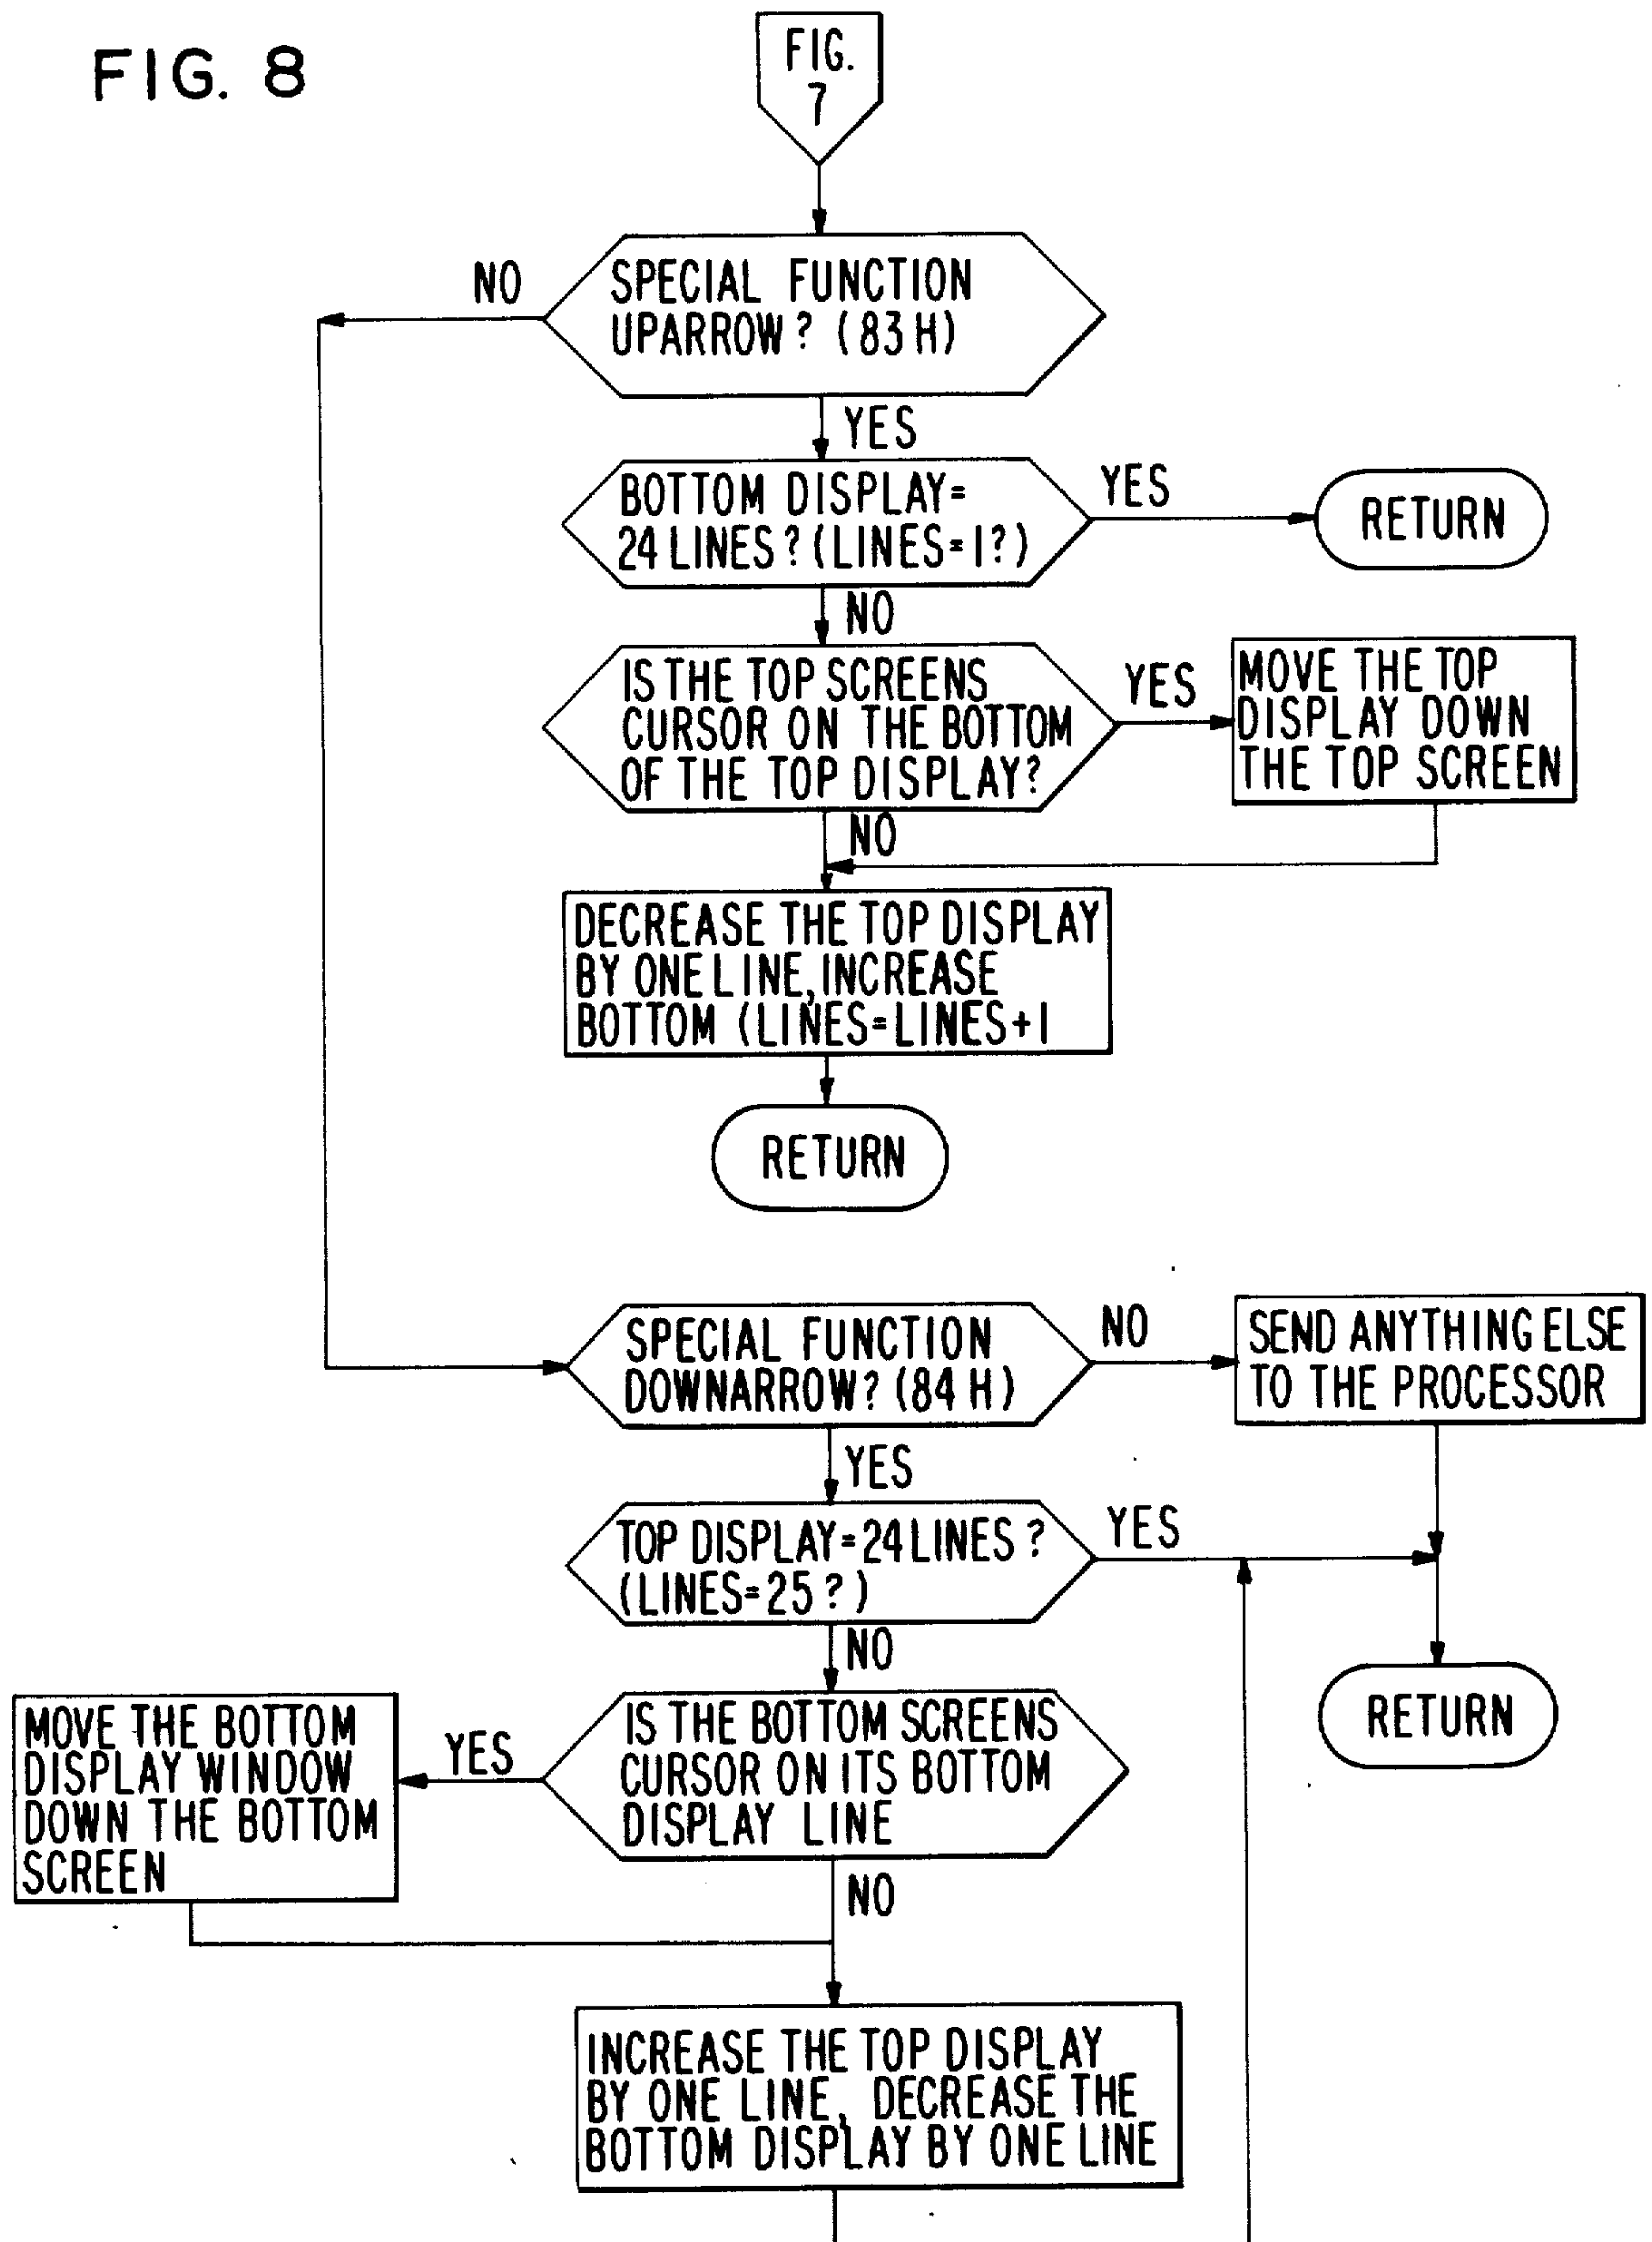 FIG. 8
FIG.
7
NO
SPECIAL FUNCTION
UPARROW? (83H)
YES
BOTTOM DISPLAY=
24 LINES? (LINES=1?)
YES
RETURN
NO
IS THE TOP SCREENS
CURSOR ON THE BOTTOM
OF THE TOP DISPLAY?
YES
MOVE THE TOP
DISPLAY DOWN
THE TOP SCREEN
NO
DECREASE THE TOP DISPLAY
BY ONE LINE, INCREASE
BOTTOM (LINES=LINES+1
RETURN
SPECIAL FUNCTION
DOWNARROW? (84 H)
NO
SEND ANYTHING ELSE
TO THE PROCESSOR
YES
TOP DISPLAY=24 LINES?
(LINES=25?)
YES
NO
RETURN
IS THE BOTTOM SCREENS
CURSOR ON ITS BOTTOM
DISPLAY LINE
YES
MOVE THE BOTTOM
DISPLAY WINDOW
DOWN THE BOTTOM
SCREEN
NO
INCREASE THE TOP DISPLAY
BY ONE LINE, DECREASE THE
BOTTOM DISPLAY BY ONE LINE